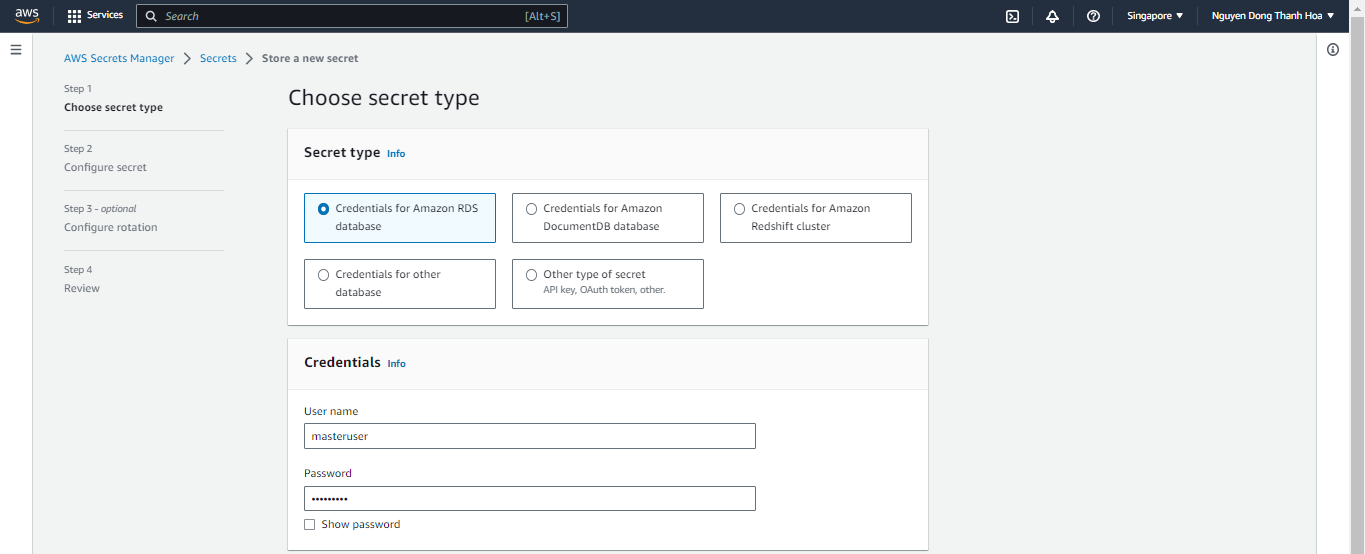 aws Services Search [Alt+S] Singapore ▼ Nguyen Dong Thanh Hoa ▼
AWS Secrets Manager > Secrets > Store a new secret
Step 1
Choose secret type
Step 2
Configure secret
Step 3 - optional
Configure rotation
Step 4
Review
Choose secret type
Secret type Info
Credentials for Amazon RDS
database
Credentials for Amazon
DocumentDB database
Credentials for Amazon
Redshift cluster
Credentials for other
database
Other type of secret
API key, OAuth token, other.
Credentials Info
User name
masteruser
Password
•••••••••
Show password